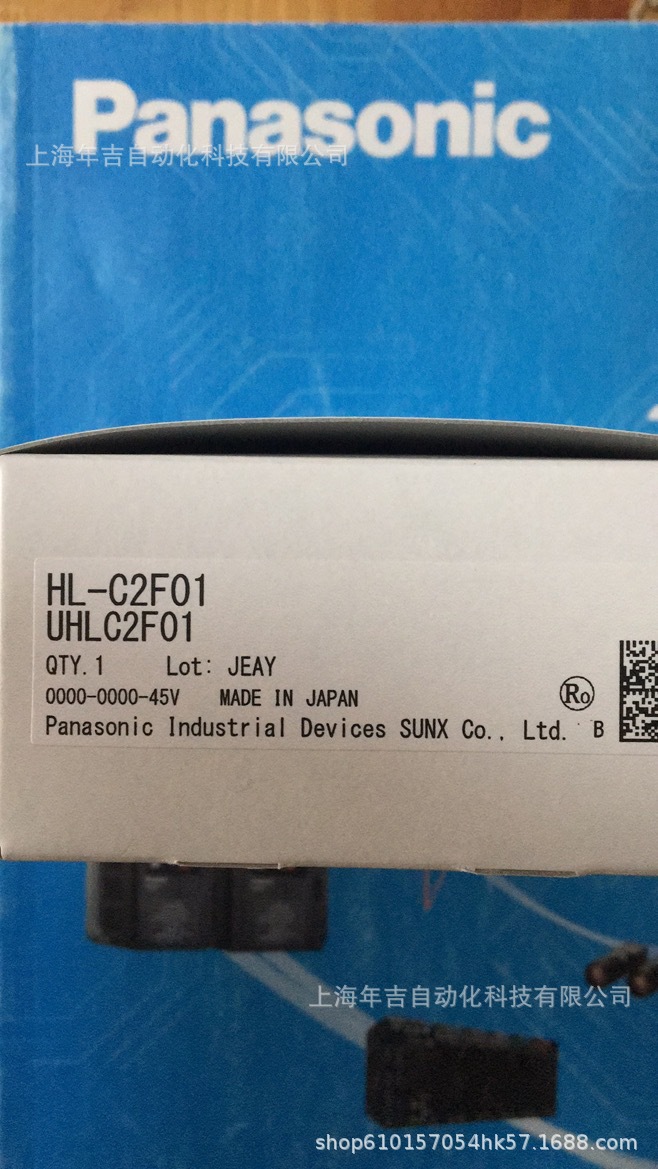 Panasonic
上海年吉自动化科技有限公司
HL-C2F01
UHLC2F01
QTY.1 Lot: JEAY
0000-0000-45V MADE IN JAPAN
Ro
Panasonic Industrial Devices SUNX Co., Ltd. B
上海年吉自动化科技有限公司
shop610157054hk57.1688.com